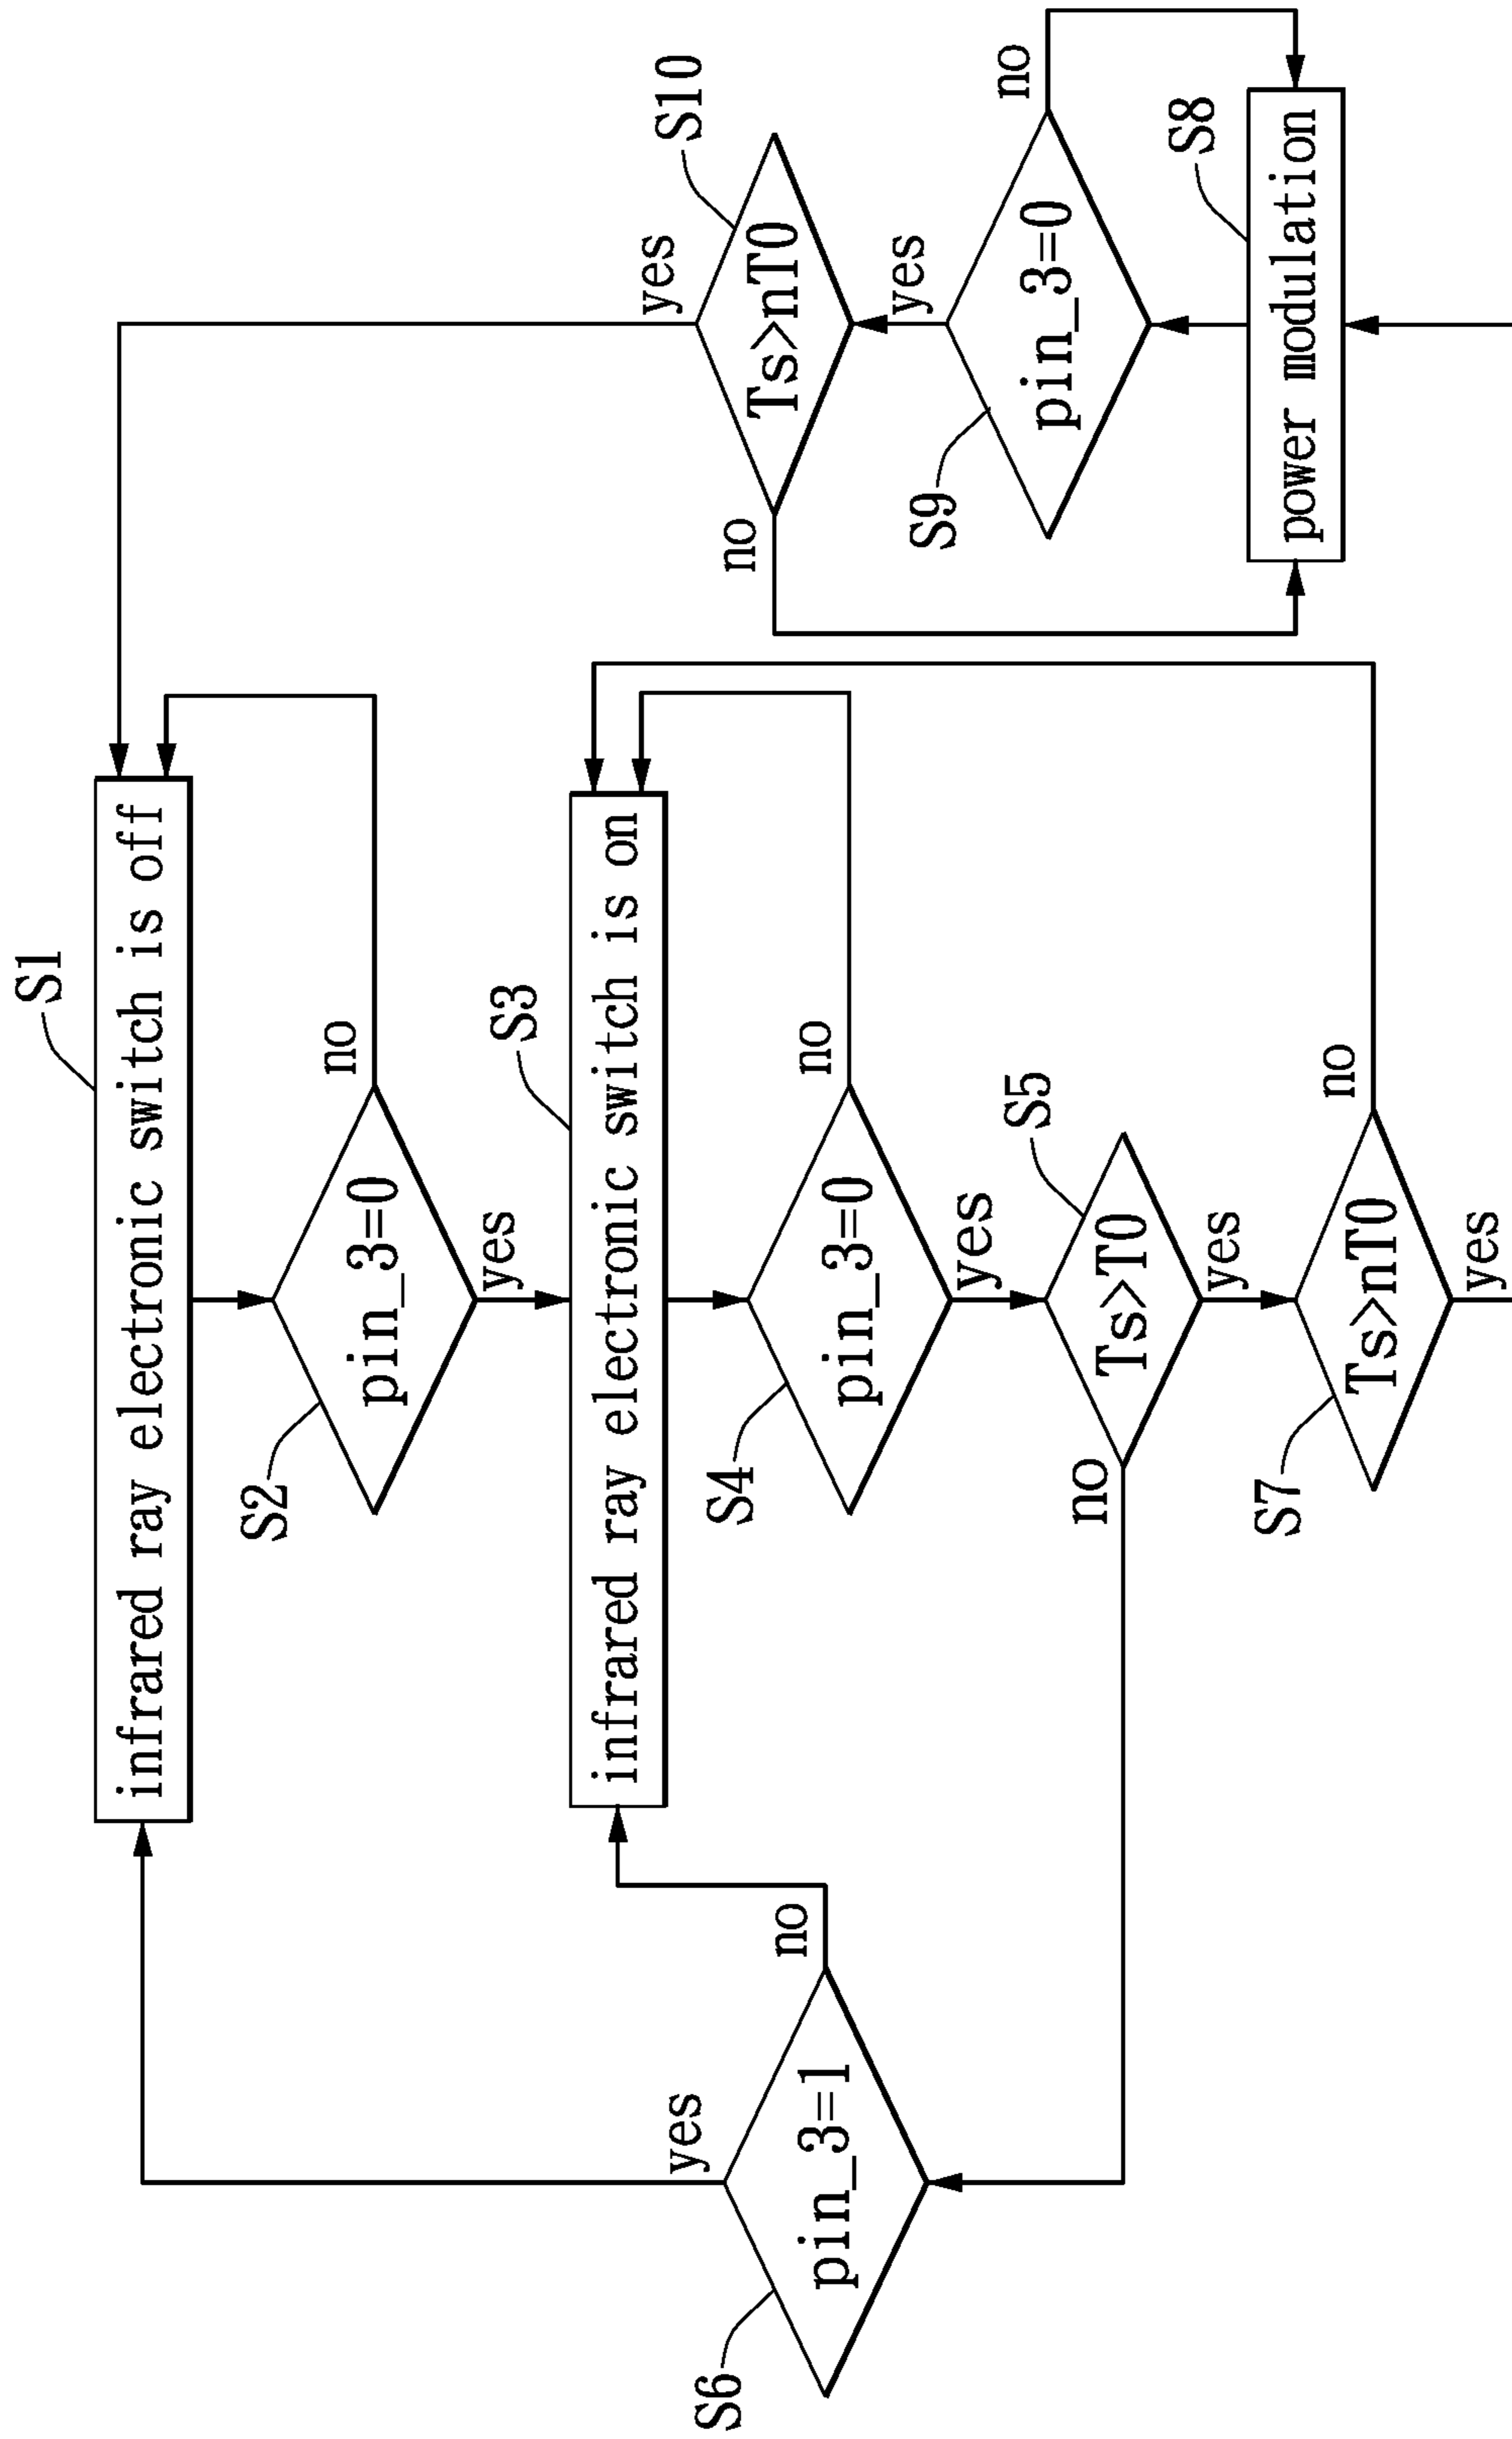 S1
infrared ray electronic switch is off
S2
pin_3=0
no
yes
S3
infrared ray electronic switch is on
S4
pin_3=0
no
yes
S5
Ts>T0
no
yes
S6
pin_3=1
yes
no
S7
Ts>nT0
no
yes
S8
power modulation
S9
pin_3=0
no
yes
S10
Ts>nT0
no
yes